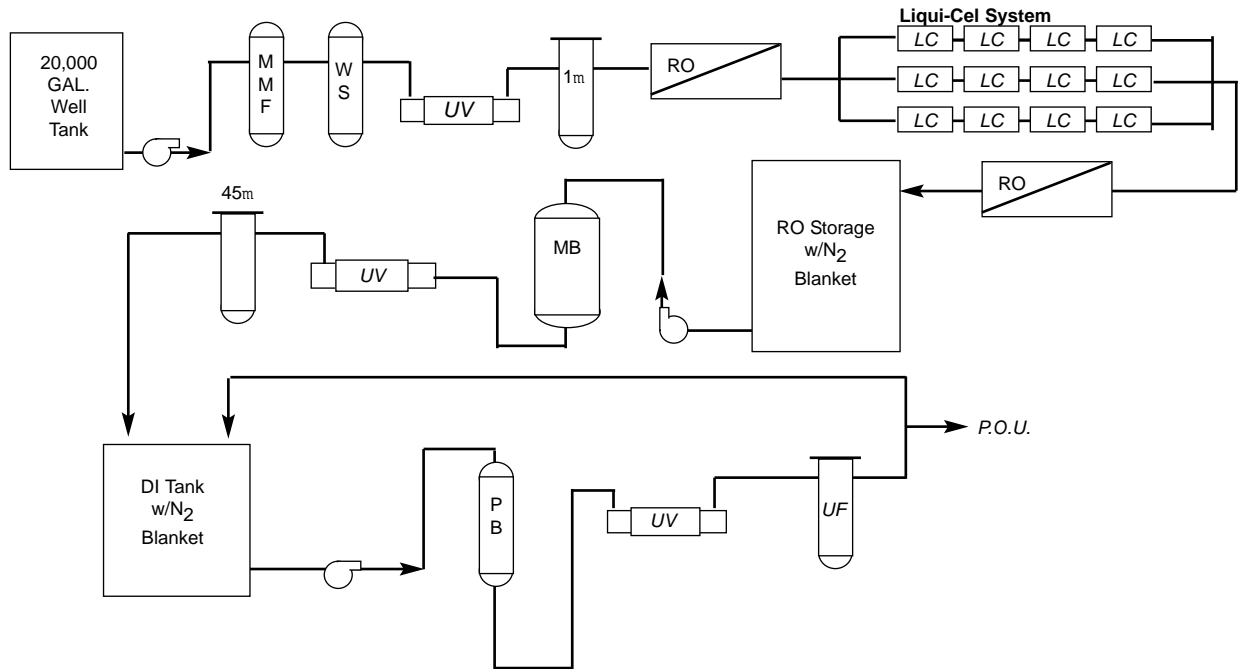 Liqui-Cel System
20,000
GAL.
Well
Tank
M
M
F
W
S
UV
1m
RO
LC LC LC LC
LC LC LC LC
LC LC LC LC
RO
RO Storage
w/N2
Blanket
MB
UV
45m
DI Tank
w/N2
Blanket
P
B
UV
UF
P.O.U.